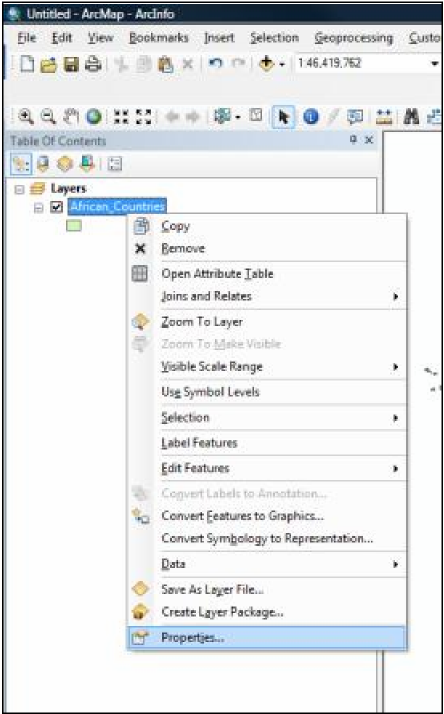 Untitled - ArcMap - ArcInfo
File Edit View Bookmarks Insert Selection Geoprocessing Custo
1:46,419,762
Table Of Contents
Layers
African_Countries
Copy
Remove
Open Attribute Table
Joins and Relates
Zoom To Layer
Zoom To Make Visible
Visible Scale Range
Use Symbol Levels
Selection
Label Features
Edit Features
Convert Labels to Annotation...
Convert Features to Graphics...
Convert Symbology to Representation...
Data
Save As Layer File...
Create Layer Package...
Properties...